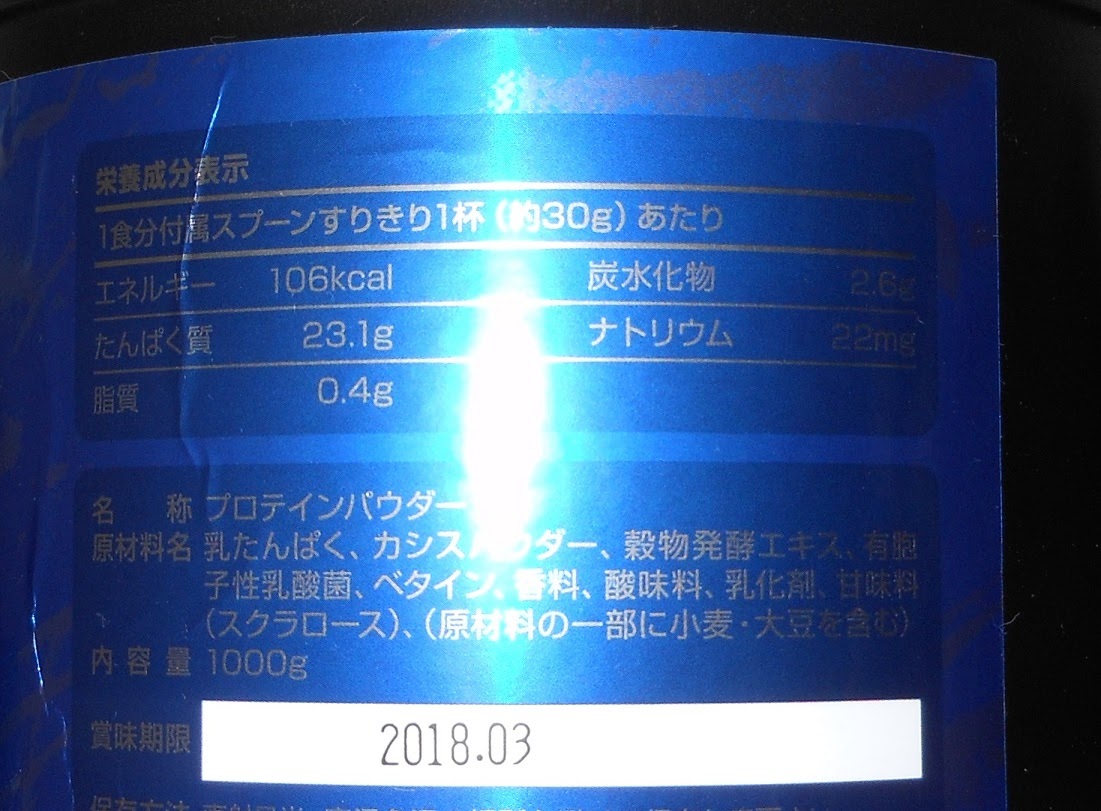 栄養成分表示
1食分付属スプーンすりきり1杯(約30g)あたり
エネルギー 106kcal 炭水化物 2.6g
たんぱく質 23.1g ナトリウム 22mg
脂質 0.4g
名 称 プロテインパウダー
原材料名 乳たんぱく、カシスパウダー、穀物発酵エキス、有胞
子性乳酸菌、ベタイン、香料、酸味料、乳化剤、甘味料
(スクラロース)、(原材料の一部に小麦・大豆を含む)
内 容 量 1000g
賞味期限 2018.03
保存方法